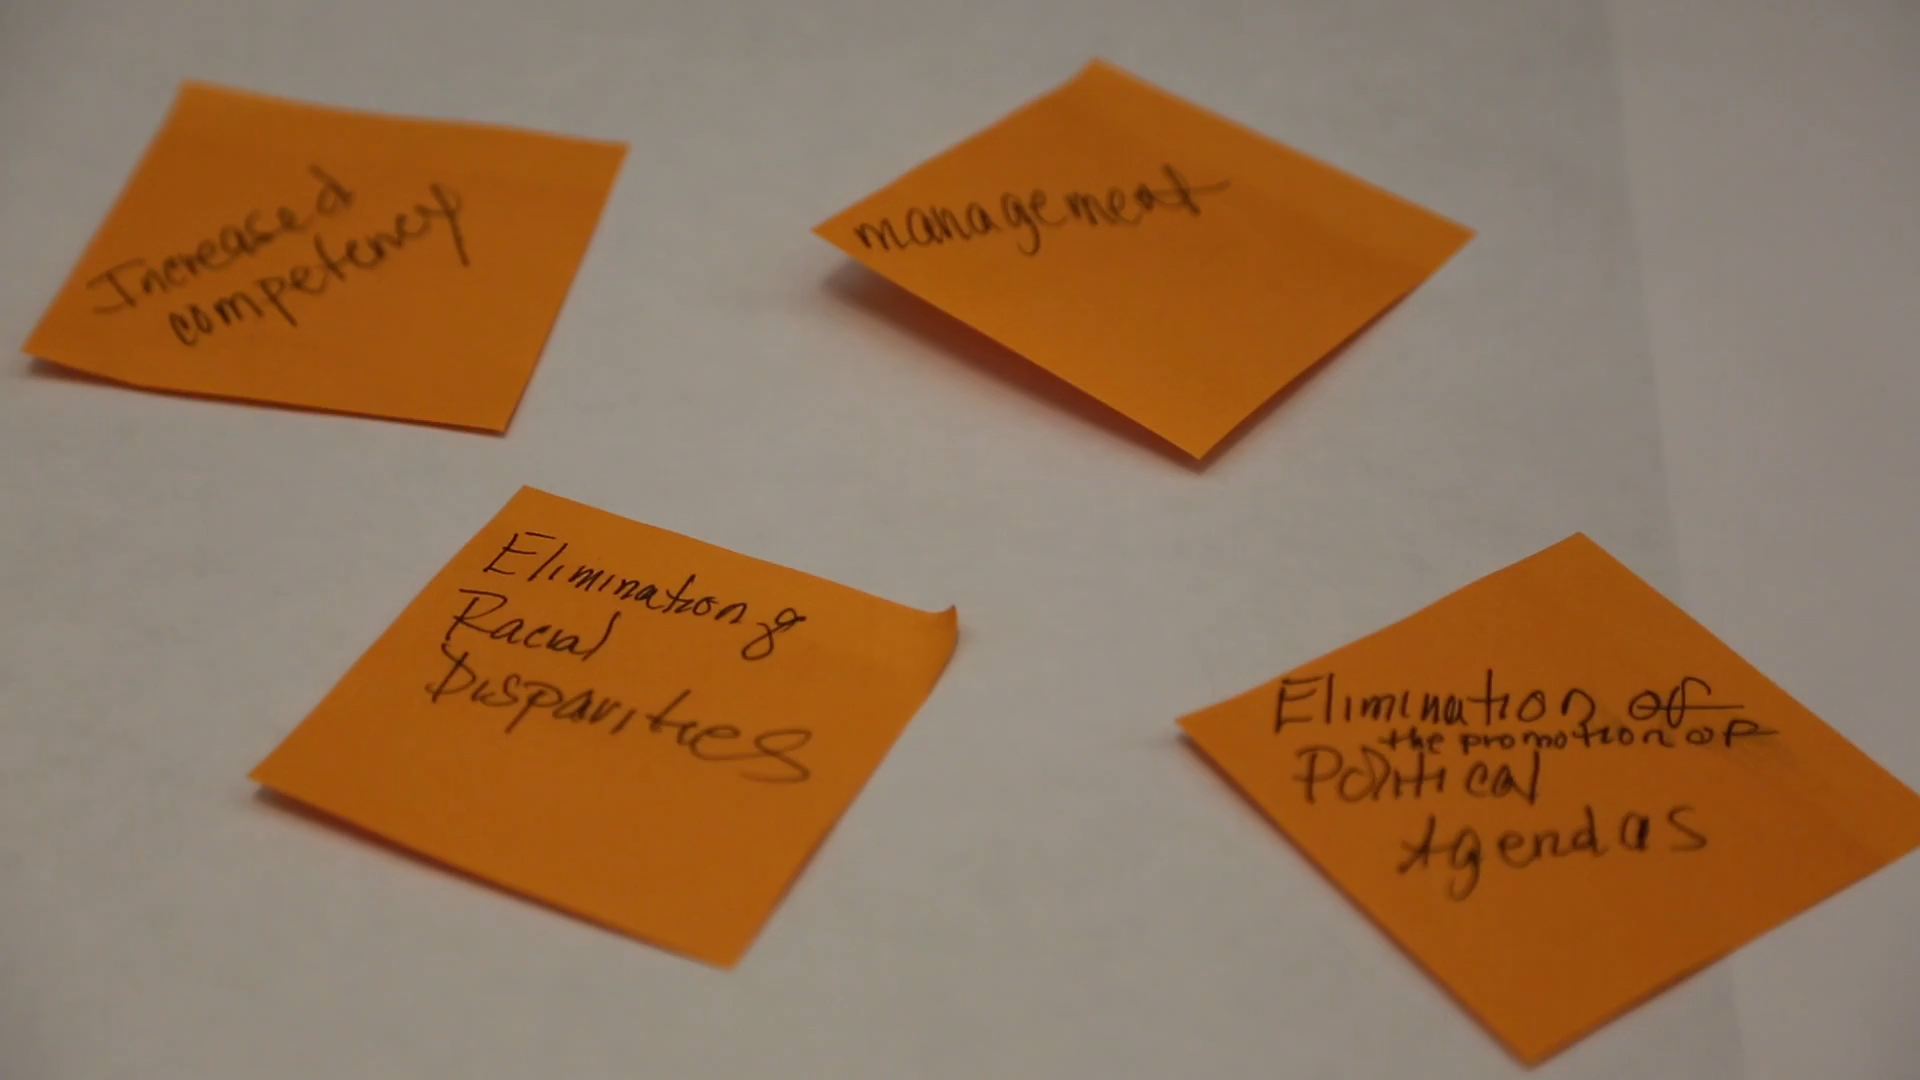 Increased
competency
management
Elimination of
Racial
Disparities
Elimination of
the promotion of
Political
Agendas